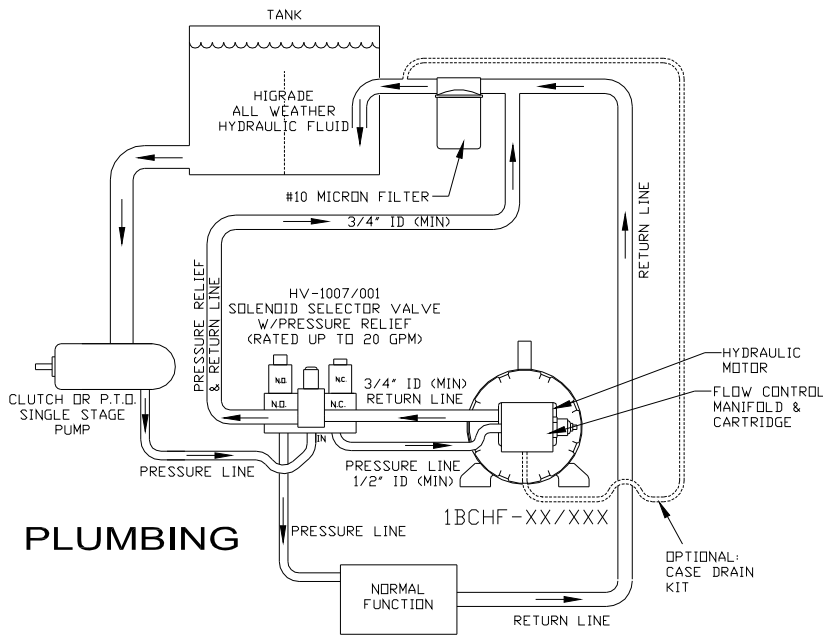 TANK
HIGRADE
ALL WEATHER
HYDRAULIC FLUID
#10 MICRON FILTER
3/4" ID (MIN)
RETURN LINE
PRESSURE RELIEF
& RETURN LINE
HV-1007/001
SOLENOID SELECTOR VALVE
W/PRESSURE RELIEF
(RATED UP TO 20 GPM)
N.O.
N.C.
N.O.
N.C.
IN
3/4" ID (MIN)
RETURN LINE
HYDRAULIC
MOTOR
FLOW CONTROL
MANIFOLD &
CARTRIDGE
CLUTCH OR P.T.O.
SINGLE STAGE
PUMP
PRESSURE LINE
PRESSURE LINE
1/2" ID (MIN)
1BCHF-XX/XXX
PLUMBING
PRESSURE LINE
OPTIONAL:
CASE DRAIN
KIT
NORMAL
FUNCTION
RETURN LINE